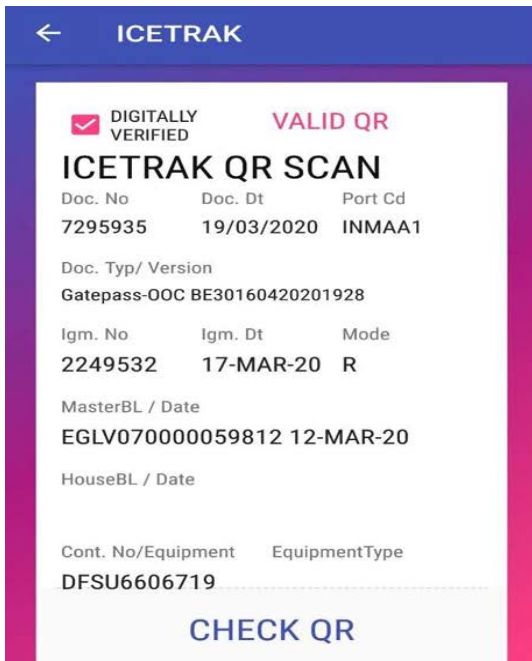 ICETRAK
DIGITALLY
VERIFIED
VALID QR
ICETRAK QR SCAN
Doc. No Doc. Dt Port Cd
7295935 19/03/2020 INMAA1
Doc. Typ/ Version
Gatepass-OOC BE30160420201928
Igm. No Igm. Dt Mode
2249532 17-MAR-20 R
MasterBL / Date
EGLV070000059812 12-MAR-20
HouseBL / Date
Cont. No/Equipment EquipmentType
DFSU6606719
CHECK QR